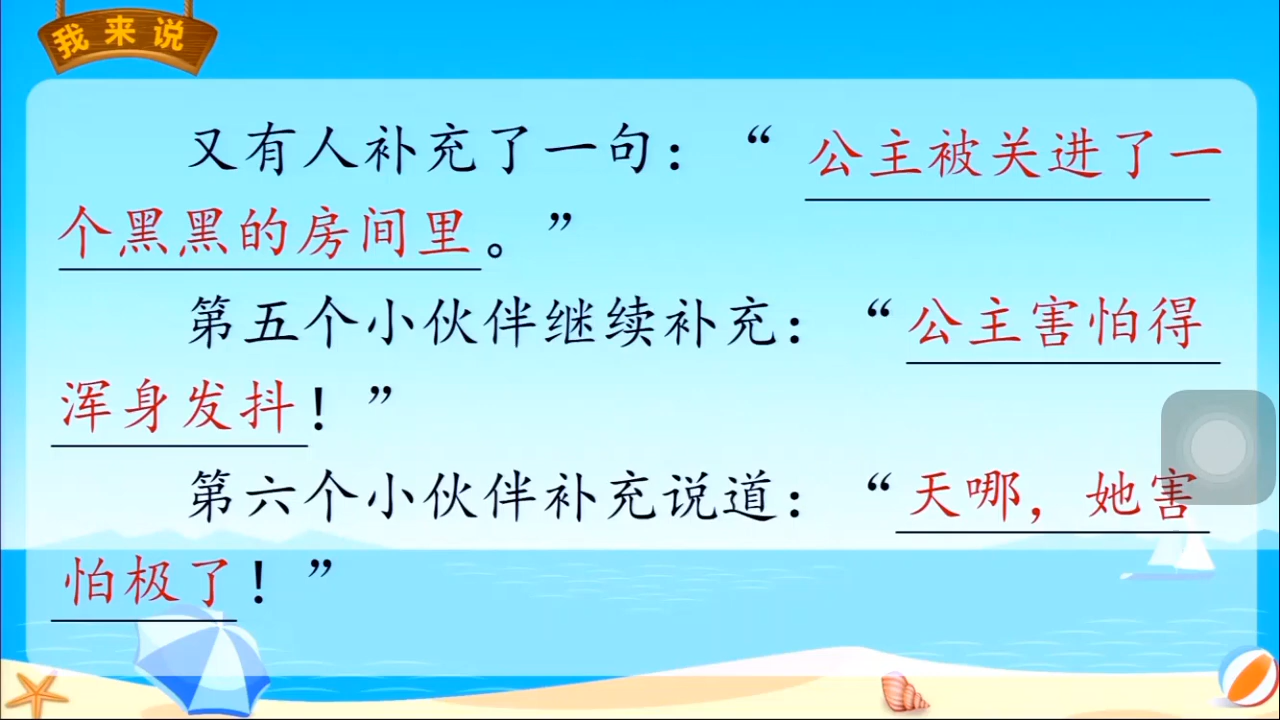 我来说
又有人补充了一句：“公主被关进了一
个黑黑的房间里。”
第五个小伙伴继续补充：“公主害怕得
浑身发抖！”
第六个小伙伴补充说道：“天哪，她害
怕极了！”